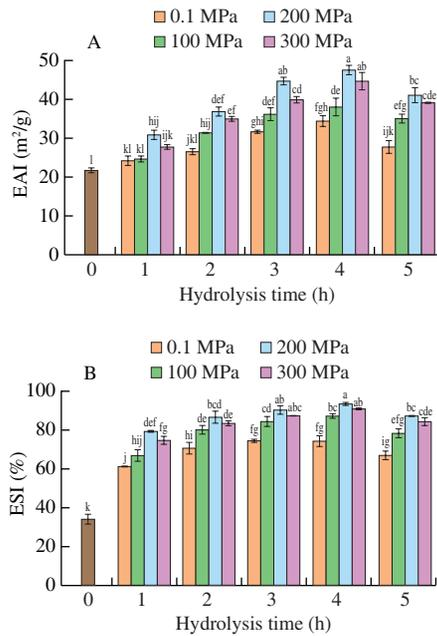 0.1 MPa 200 MPa
100 MPa 300 MPa
A
EAI (m²/g)
50
40
30
20
10
0
l
kl kl hij ijk
jkl hij def ef
ghi def ab cd
fgh de a ab
ijk efg bc cde
0 1 2 3 4 5
Hydrolysis time (h)
0.1 MPa 200 MPa
100 MPa 300 MPa
B
ESI (%)
100
80
60
40
20
0
k
j hij def fg
hi de bcd de
fg cd ab abc
fg bc a ab
ig efg bc cde
0 1 2 3 4 5
Hydrolysis time (h)